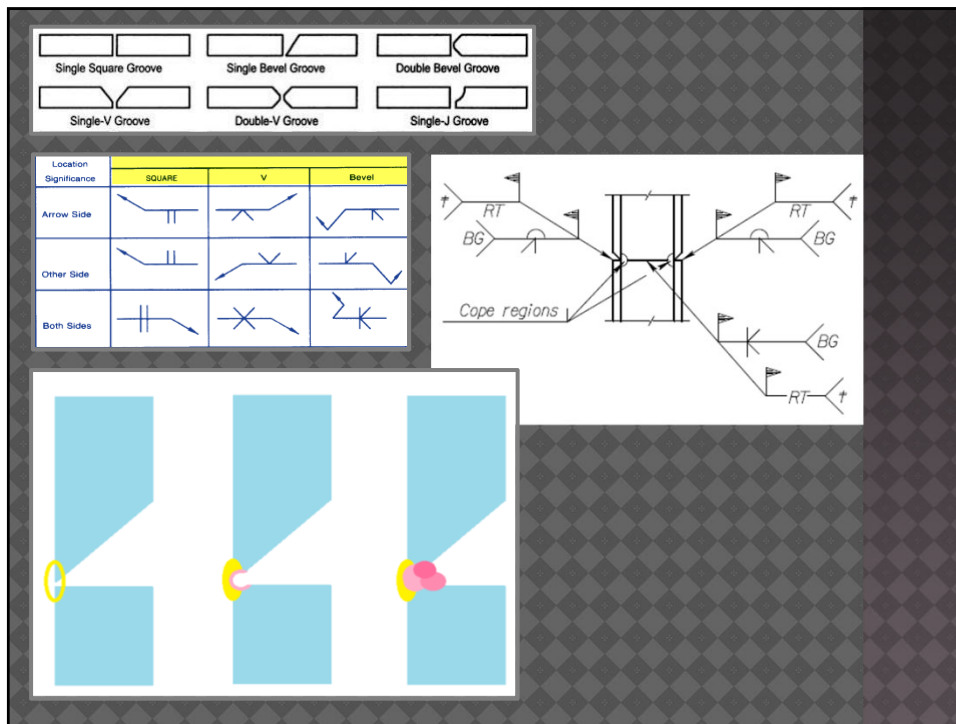 Single Square Groove Single Bevel Groove Double Bevel Groove
Single-V Groove Double-V Groove Single-J Groove
Location
Significance SQUARE V Bevel
Arrow Side
Other Side
Both Sides
† RT RT †
BG BG
Cope regions
BG
RT †